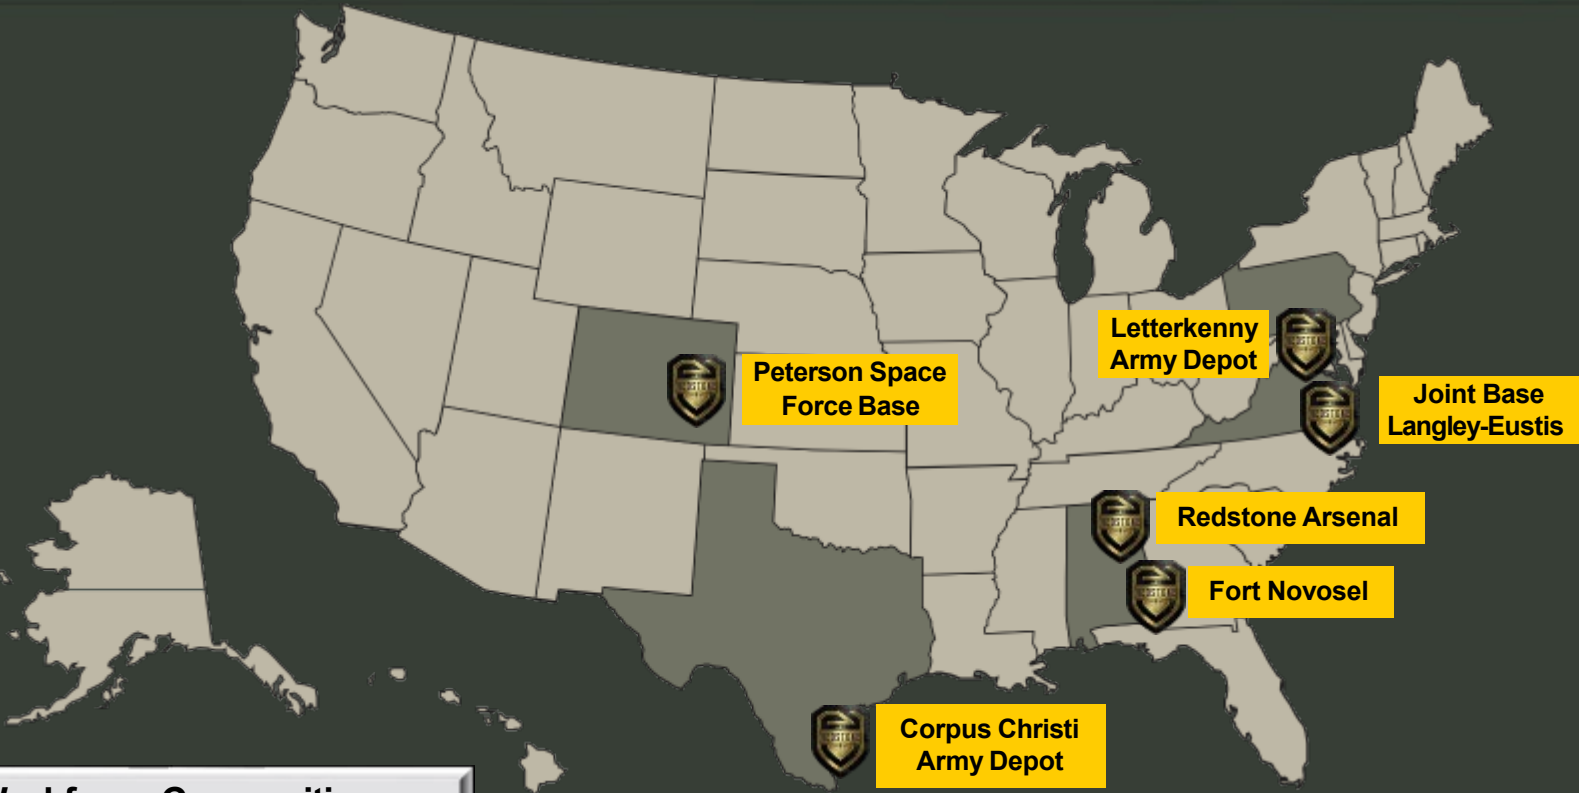 Letterkenny
Army Depot
Peterson Space
Force Base
Joint Base
Langley-Eustis
Redstone Arsenal
Fort Novosel
Corpus Christi
Army Depot